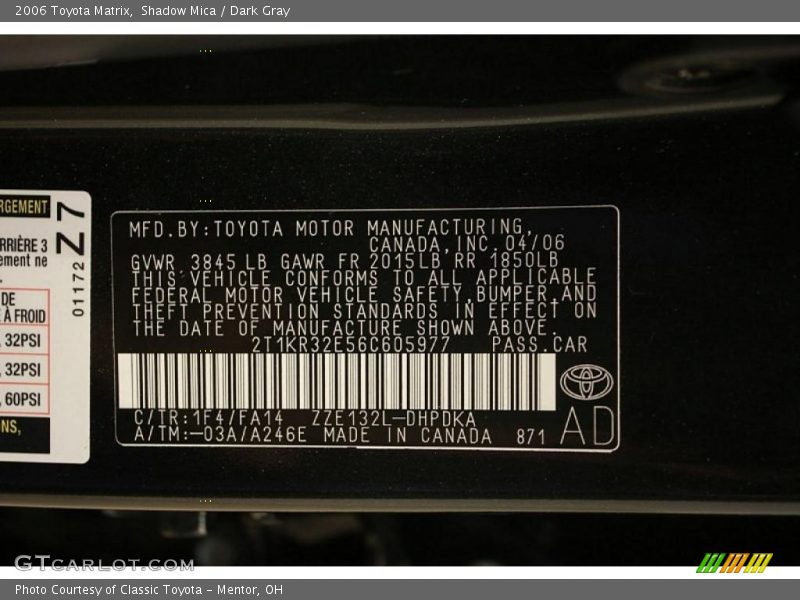 2006 Toyota Matrix, Shadow Mica / Dark Gray
RGEMENT
RRIÈRE 3
ement ne
DE
E À FROID
, 32PSI
, 32PSI
, 60PSI
NS,
01172 Z7
MFD.BY:TOYOTA MOTOR MANUFACTURING,
CANADA,INC.04/06
GVWR 3845 LB GAWR FR 2015LB RR 1850LB
THIS VEHICLE CONFORMS TO ALL APPLICABLE
FEDERAL MOTOR VEHICLE SAFETY,BUMPER,AND
THEFT PREVENTION STANDARDS IN EFFECT ON
THE DATE OF MANUFACTURE SHOWN ABOVE.
2T1KR32E56C605977 PASS.CAR
C/TR:1F4/FA14 ZZE132L-DHPDKA
A/TM:-03A/A246E MADE IN CANADA 871
AD
GTCARLOT.COM
Photo Courtesy of Classic Toyota - Mentor, OH